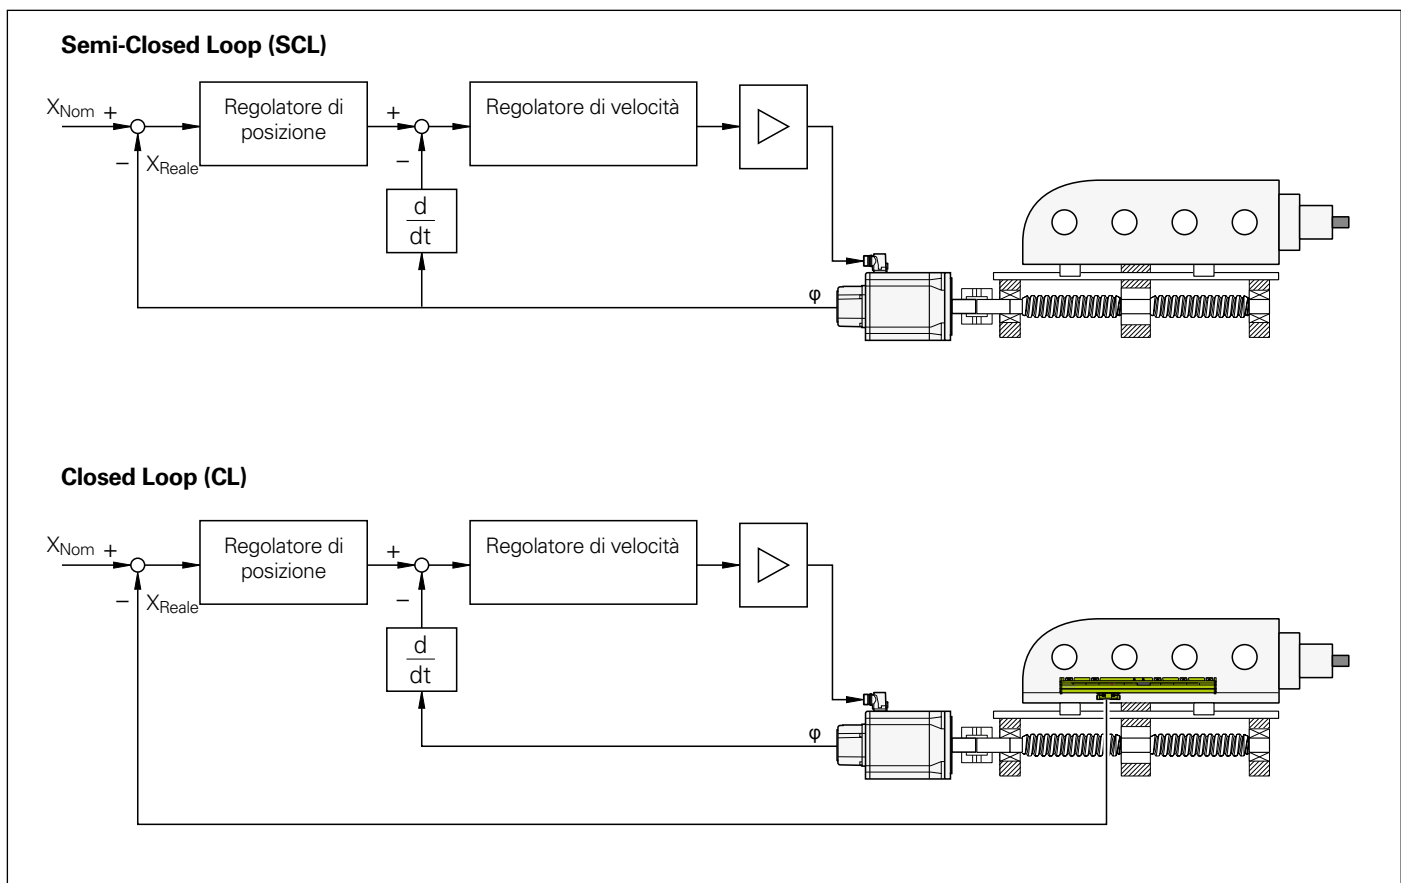 Semi-Closed Loop (SCL)
XNom +
Regolatore di
posizione
+
Regolatore di velocità
− XReale
−
d
dt
φ
Closed Loop (CL)
XNom +
Regolatore di
posizione
+
Regolatore di velocità
− XReale
−
d
dt
φ